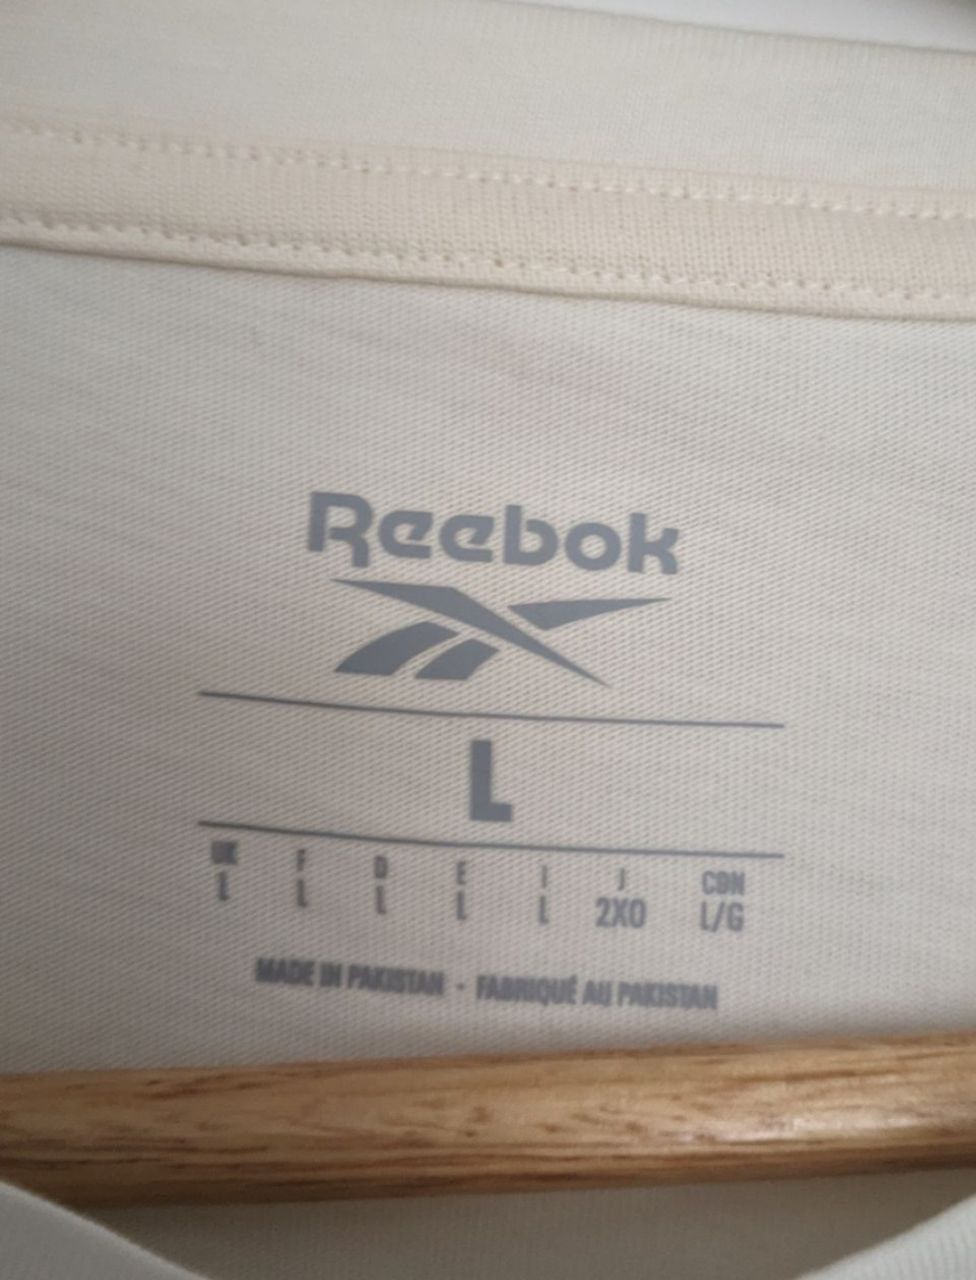 Reebok
L
UK F D E I J CDN
L L L L L 2XO L/G
MADE IN PAKISTAN - FABRIQUÉ AU PAKISTAN